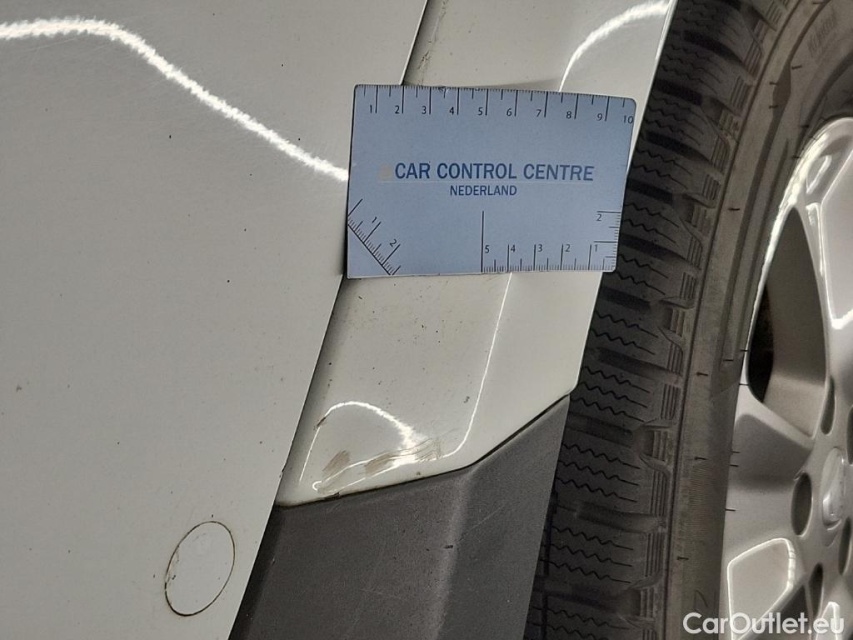 1 2 3 4 5 6 7 8 9 10
CAR CONTROL CENTRE
NEDERLAND
1 2
2
5 4 3 2 1
CarOutlet.eu